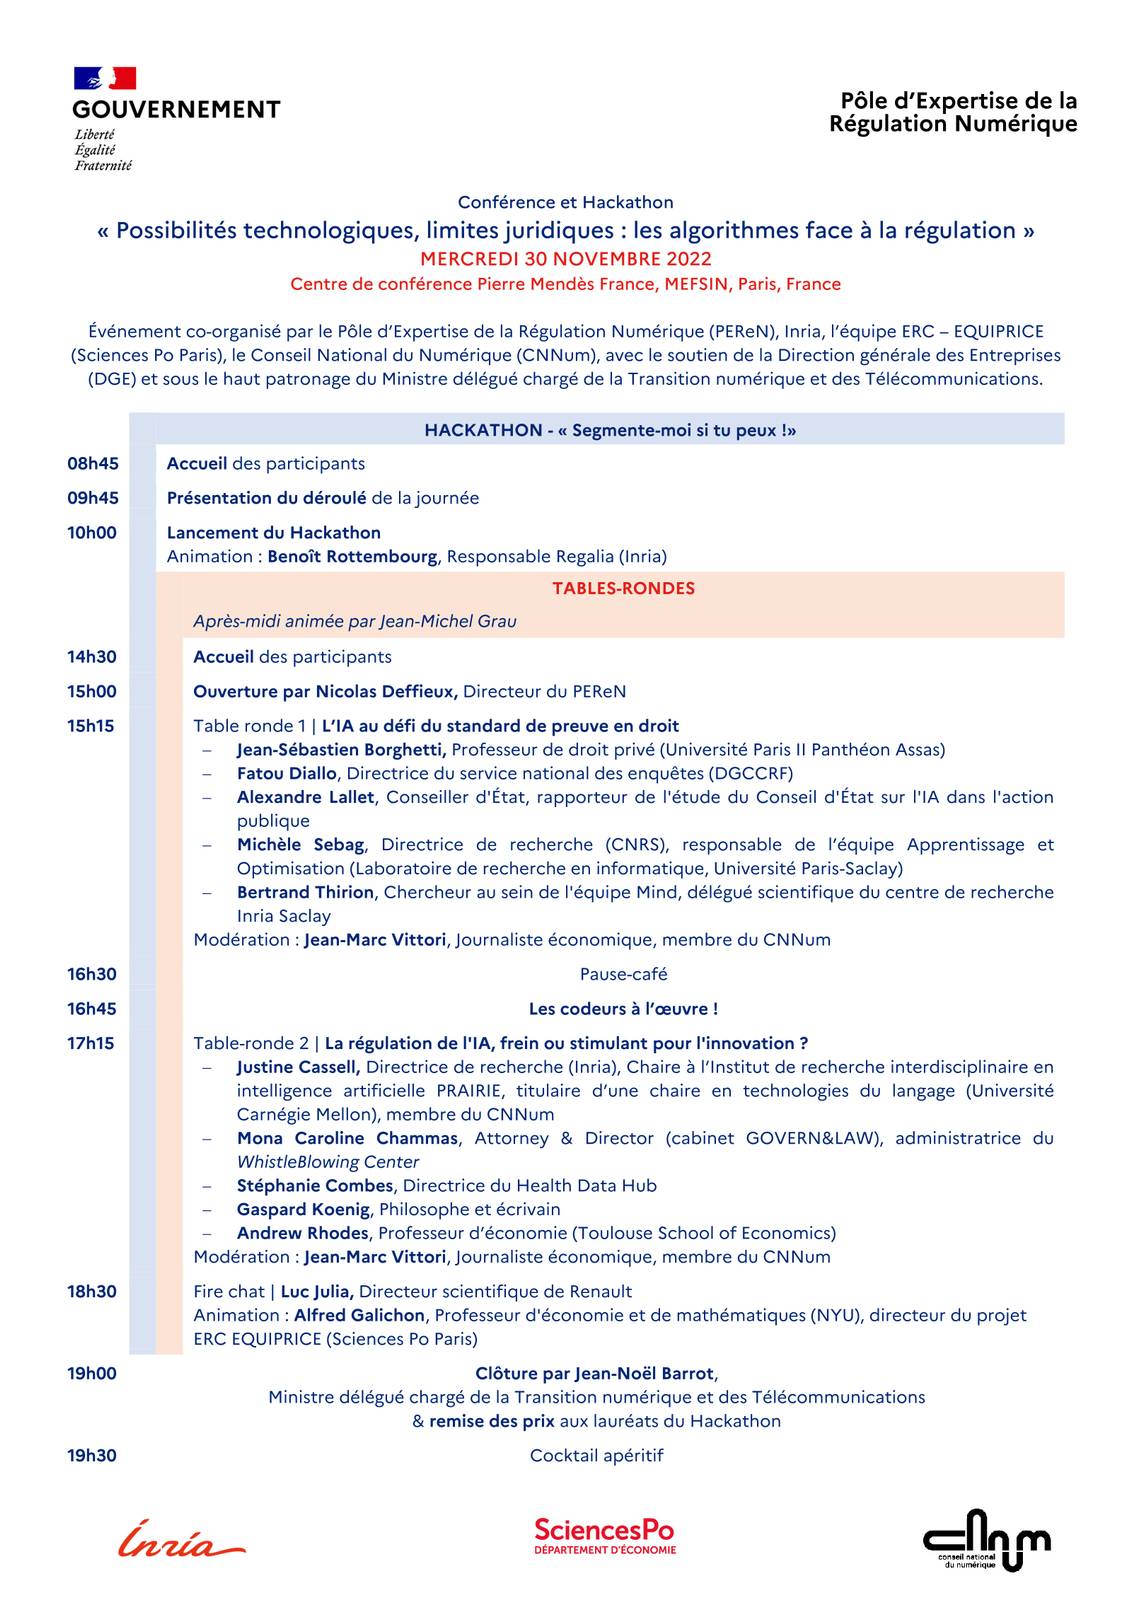 GOUVERNEMENT
Liberté
Égalité
Fraternité
Pôle d’Expertise de la
Régulation Numérique
Conférence et Hackathon
« Possibilités technologiques, limites juridiques : les algorithmes face à la régulation »
MERCREDI 30 NOVEMBRE 2022
Centre de conférence Pierre Mendès France, MEFSIN, Paris, France
Événement co-organisé par le Pôle d’Expertise de la Régulation Numérique (PEReN), Inria, l’équipe ERC – EQUIPRICE
(Sciences Po Paris), le Conseil National du Numérique (CNNum), avec le soutien de la Direction générale des Entreprises
(DGE) et sous le haut patronage du Ministre délégué chargé de la Transition numérique et des Télécommunications.
HACKATHON - « Segmente-moi si tu peux !»
08h45 Accueil des participants
09h45 Présentation du déroulé de la journée
10h00 Lancement du Hackathon
Animation : Benoît Rottembourg, Responsable Regalia (Inria)
TABLES-RONDES
Après-midi animée par Jean-Michel Grau
14h30 Accueil des participants
15h00 Ouverture par Nicolas Deffieux, Directeur du PEReN
15h15 Table ronde 1 | L’IA au défi du standard de preuve en droit
– Jean-Sébastien Borghetti, Professeur de droit privé (Université Paris II Panthéon Assas)
– Fatou Diallo, Directrice du service national des enquêtes (DGCCRF)
– Alexandre Lallet, Conseiller d'État, rapporteur de l'étude du Conseil d'État sur l'IA dans l'action
publique
– Michèle Sebag, Directrice de recherche (CNRS), responsable de l’équipe Apprentissage et
Optimisation (Laboratoire de recherche en informatique, Université Paris-Saclay)
– Bertrand Thirion, Chercheur au sein de l'équipe Mind, délégué scientifique du centre de recherche
Inria Saclay
Modération : Jean-Marc Vittori, Journaliste économique, membre du CNNum
16h30 Pause-café
16h45 Les codeurs à l’œuvre !
17h15 Table-ronde 2 | La régulation de l'IA, frein ou stimulant pour l'innovation ?
– Justine Cassell, Directrice de recherche (Inria), Chaire à l’Institut de recherche interdisciplinaire en
intelligence artificielle PRAIRIE, titulaire d’une chaire en technologies du langage (Université
Carnégie Mellon), membre du CNNum
– Mona Caroline Chammas, Attorney & Director (cabinet GOVERN&LAW), administratrice du
WhistleBlowing Center
– Stéphanie Combes, Directrice du Health Data Hub
– Gaspard Koenig, Philosophe et écrivain
– Andrew Rhodes, Professeur d’économie (Toulouse School of Economics)
Modération : Jean-Marc Vittori, Journaliste économique, membre du CNNum
18h30 Fire chat | Luc Julia, Directeur scientifique de Renault
Animation : Alfred Galichon, Professeur d'économie et de mathématiques (NYU), directeur du projet
ERC EQUIPRICE (Sciences Po Paris)
19h00 Clôture par Jean-Noël Barrot,
Ministre délégué chargé de la Transition numérique et des Télécommunications
& remise des prix aux lauréats du Hackathon
19h30 Cocktail apéritif
Inria
SciencesPo
DÉPARTEMENT D'ÉCONOMIE
cnnum
conseil national
du numérique